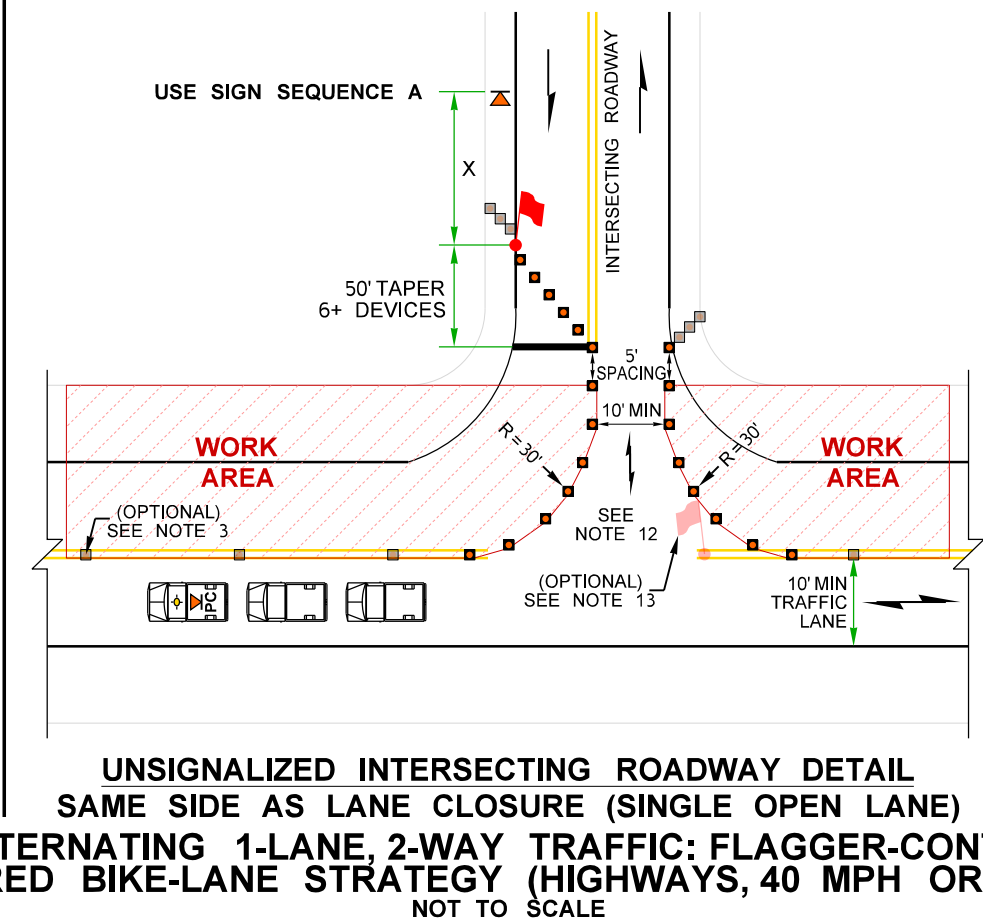 USE SIGN SEQUENCE A
X
INTERSECTING ROADWAY
50' TAPER
6+ DEVICES
5'
SPACING
10' MIN
R = 30'
R = 30'
WORK
AREA
WORK
AREA
(OPTIONAL)
SEE NOTE 3
SEE
NOTE 12
(OPTIONAL)
SEE NOTE 13
10' MIN
TRAFFIC
LANE
PC
UNSIGNALIZED INTERSECTING ROADWAY DETAIL
SAME SIDE AS LANE CLOSURE (SINGLE OPEN LANE)
TERNATING 1-LANE, 2-WAY TRAFFIC: FLAGGER-CONT
RED BIKE-LANE STRATEGY (HIGHWAYS, 40 MPH OR
NOT TO SCALE